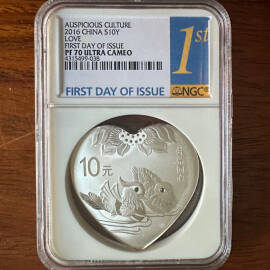 AUSPICIOUS CULTURE
2016 CHINA S10Y
LOVE
FIRST DAY OF ISSUE
PF 70 ULTRA CAMEO
4315499-038
1st
FIRST DAY OF ISSUE
NGC
10元